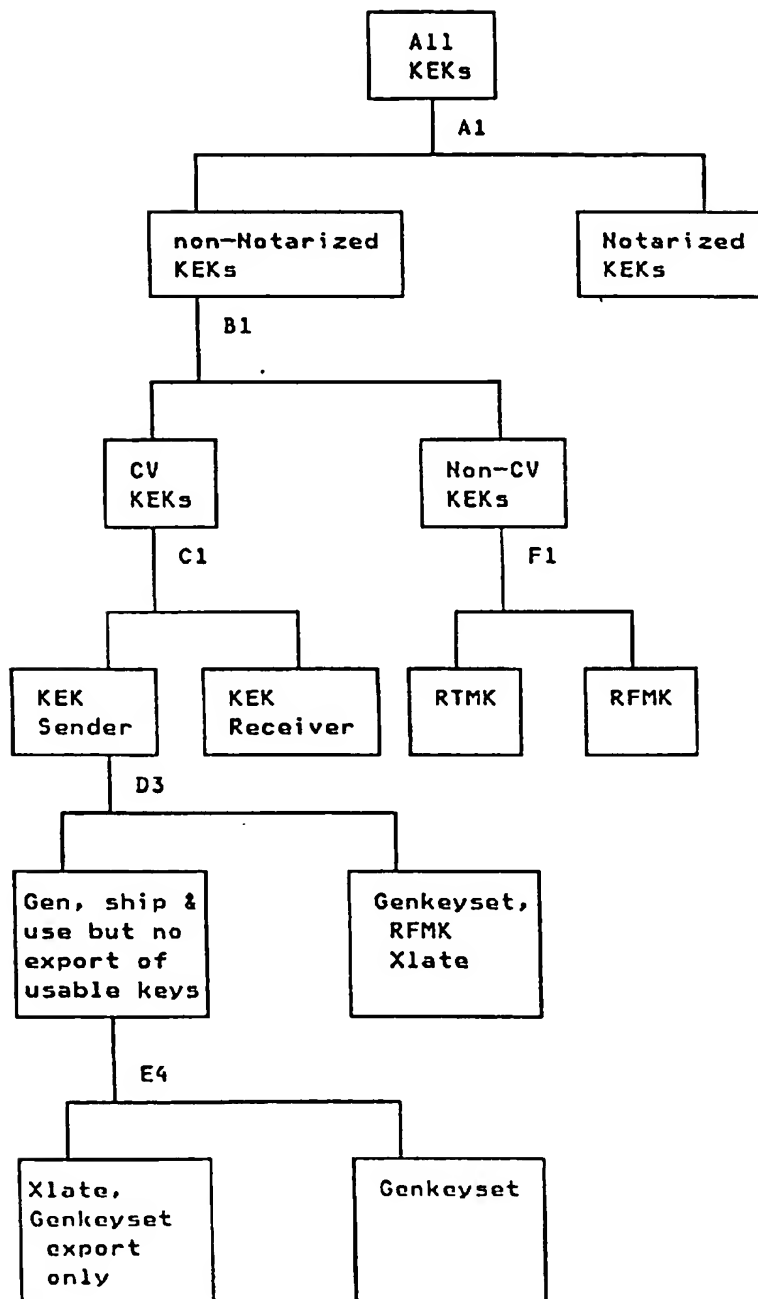 All
KEKs
A1
non-Notarized
KEKs
Notarized
KEKs
B1
CV
KEKs
Non-CV
KEKs
C1
F1
KEK
Sender
KEK
Receiver
RTMK
RFMK
D3
Gen, ship &
use but no
export of
usable keys
Genkeyset,
RFMK
Xlate
E4
Xlate,
Genkeyset
export
only
Genkeyset